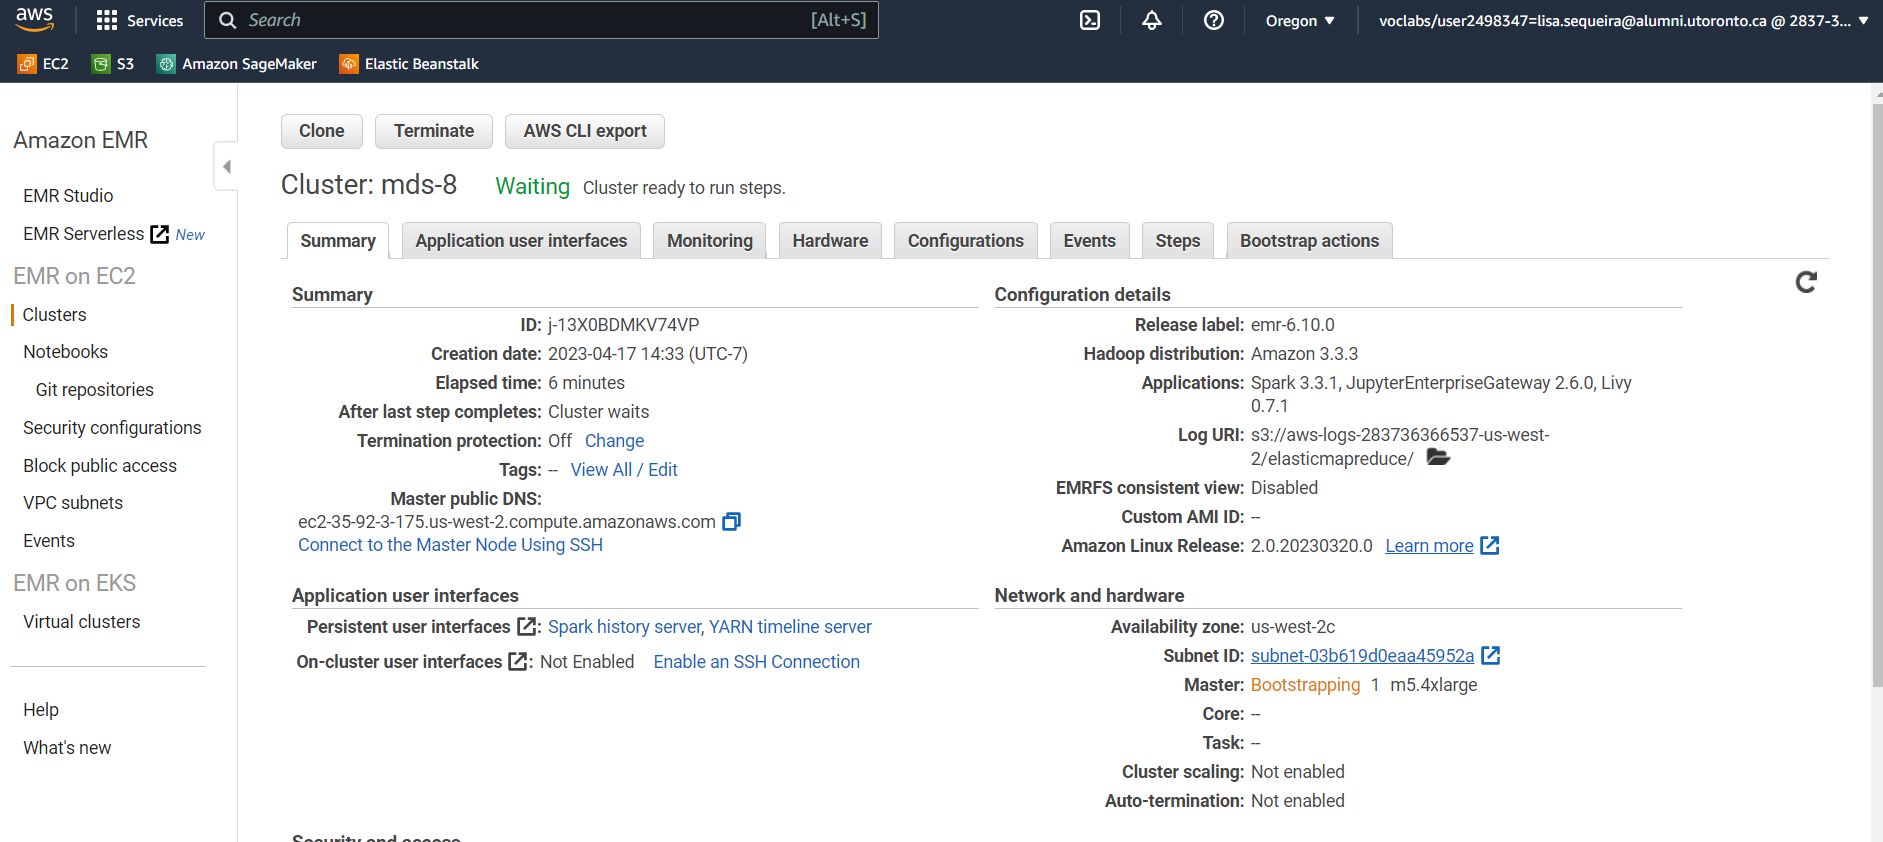 aws
Services
Search
[Alt+S]
Oregon ▼
voclabs/user2498347=lisa.sequeira@alumni.utoronto.ca @ 2837-3... ▼
EC2
S3
Amazon SageMaker
Elastic Beanstalk
Amazon EMR
EMR Studio
EMR Serverless New
EMR on EC2
Clusters
Notebooks
Git repositories
Security configurations
Block public access
VPC subnets
Events
EMR on EKS
Virtual clusters
Help
What's new
Clone
Terminate
AWS CLI export
Cluster: mds-8 Waiting Cluster ready to run steps.
Summary
Application user interfaces
Monitoring
Hardware
Configurations
Events
Steps
Bootstrap actions
Summary
ID: j-13X0BDMKV74VP
Creation date: 2023-04-17 14:33 (UTC-7)
Elapsed time: 6 minutes
After last step completes: Cluster waits
Termination protection: Off Change
Tags: -- View All / Edit
Master public DNS:
ec2-35-92-3-175.us-west-2.compute.amazonaws.com
Connect to the Master Node Using SSH
Configuration details
Release label: emr-6.10.0
Hadoop distribution: Amazon 3.3.3
Applications: Spark 3.3.1, JupyterEnterpriseGateway 2.6.0, Livy
0.7.1
Log URI: s3://aws-logs-283736366537-us-west-
2/elasticmapreduce/
EMRFS consistent view: Disabled
Custom AMI ID: --
Amazon Linux Release: 2.0.20230320.0 Learn more
Application user interfaces
Persistent user interfaces : Spark history server, YARN timeline server
On-cluster user interfaces : Not Enabled Enable an SSH Connection
Network and hardware
Availability zone: us-west-2c
Subnet ID: subnet-03b619d0eaa45952a
Master: Bootstrapping 1 m5.4xlarge
Core: --
Task: --
Cluster scaling: Not enabled
Auto-termination: Not enabled
Security and access